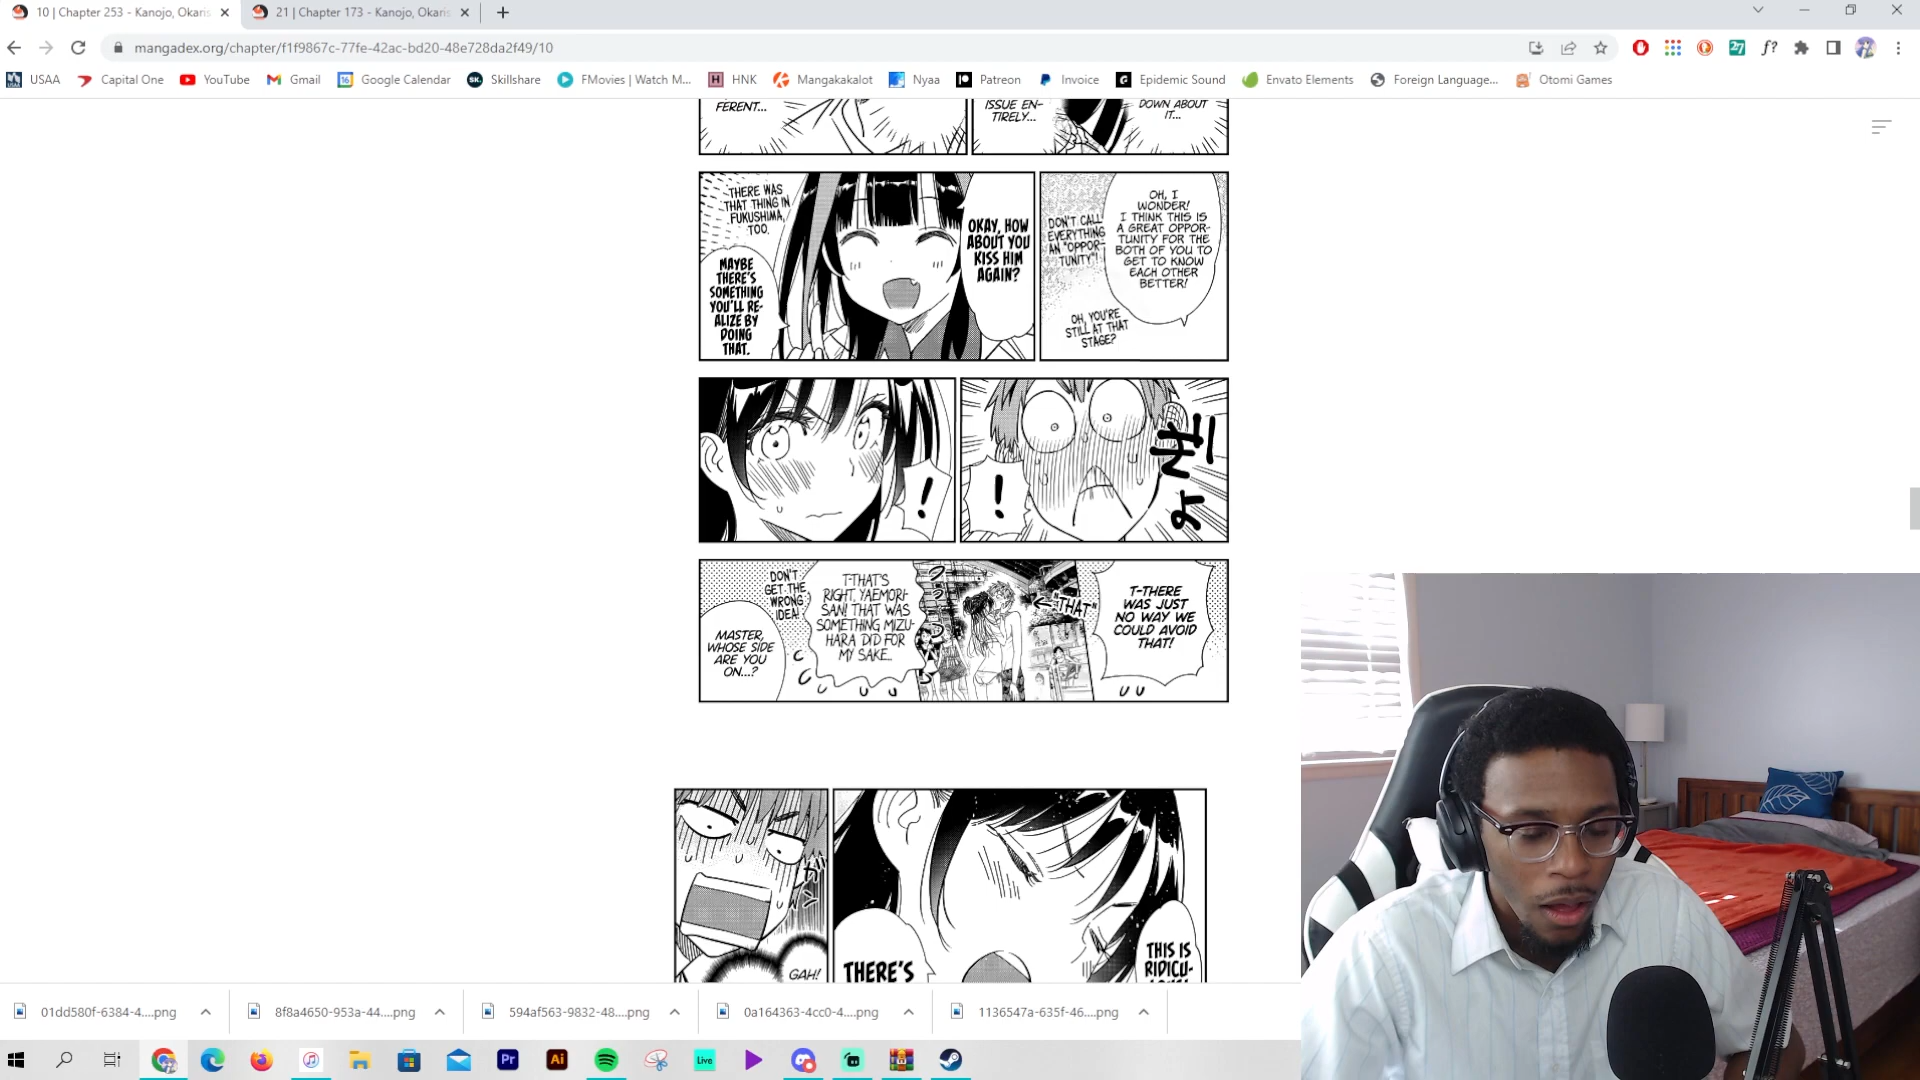 10 | Chapter 253 - Kanojo, Okaris
21 | Chapter 173 - Kanojo, Okaris
mangadex.org/chapter/f1f9867c-77fe-42ac-bd20-48e728da2f49/10
USAA
Capital One
YouTube
Gmail
Google Calendar
Skillshare
FMovies | Watch M...
HNK
Mangakakalot
Nyaa
Patreon
Invoice
Epidemic Sound
Envato Elements
Foreign Language...
Otomi Games
ISSUE EN-
TIRELY...
DOWN ABOUT
IT...
FERENT...
OH, I
WONDER!
I THINK THIS IS
A GREAT OPPOR-
TUNITY FOR THE
BOTH OF YOU TO
GET TO KNOW
EACH OTHER
BETTER!
DON'T CALL
EVERYTHING
AN "OPPOR-
TUNITY"!
OH, YOU'RE
STILL AT THAT
STAGE?
OKAY, HOW
ABOUT YOU
KISS HIM
AGAIN?
THERE WAS
THAT THING IN
FUKUSHIMA,
TOO.
MAYBE
THERE'S
SOMETHING
YOU'LL RE-
ALIZE BY
DOING
THAT.
!
!
T-THERE
WAS JUST
NO WAY WE
COULD AVOID
THAT!
"THAT"
T-THAT'S
RIGHT, YAEMORI-
SAN! THAT WAS
SOMETHING MIZU-
HARA DID FOR
MY SAKE...
DON'T
GET THE
WRONG
IDEA!
MASTER,
WHOSE SIDE
ARE YOU
ON...?
THIS IS
RIDICU-
THERE'S
GAH!
01dd580f-6384-4....png
8f8a4650-953a-44....png
594af563-9832-48....png
0a164363-4cc0-4....png
1136547a-635f-46....png
Pr
Ai
Live